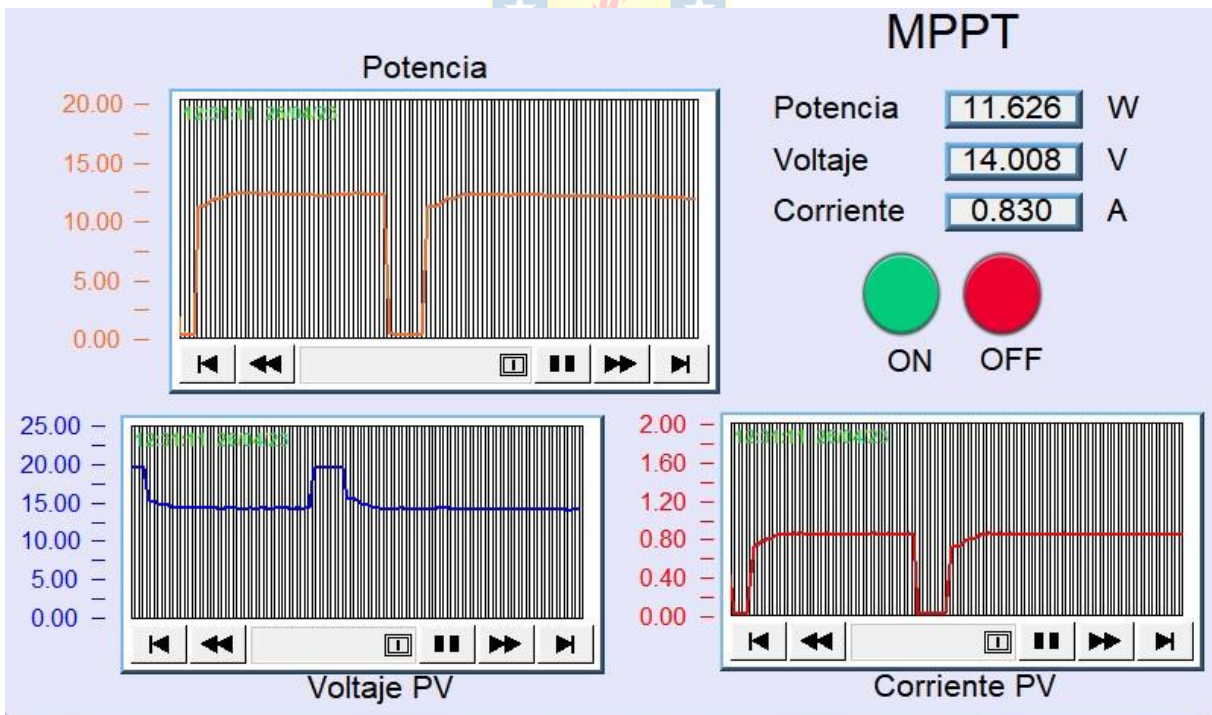 MPPT
Potencia
20.00
15.00
10.00
5.00
0.00
Potencia 11.626 W
Voltaje 14.008 V
Corriente 0.830 A
ON OFF
25.00
20.00
15.00
10.00
5.00
0.00
Voltaje PV
2.00
1.60
1.20
0.80
0.40
0.00
Corriente PV